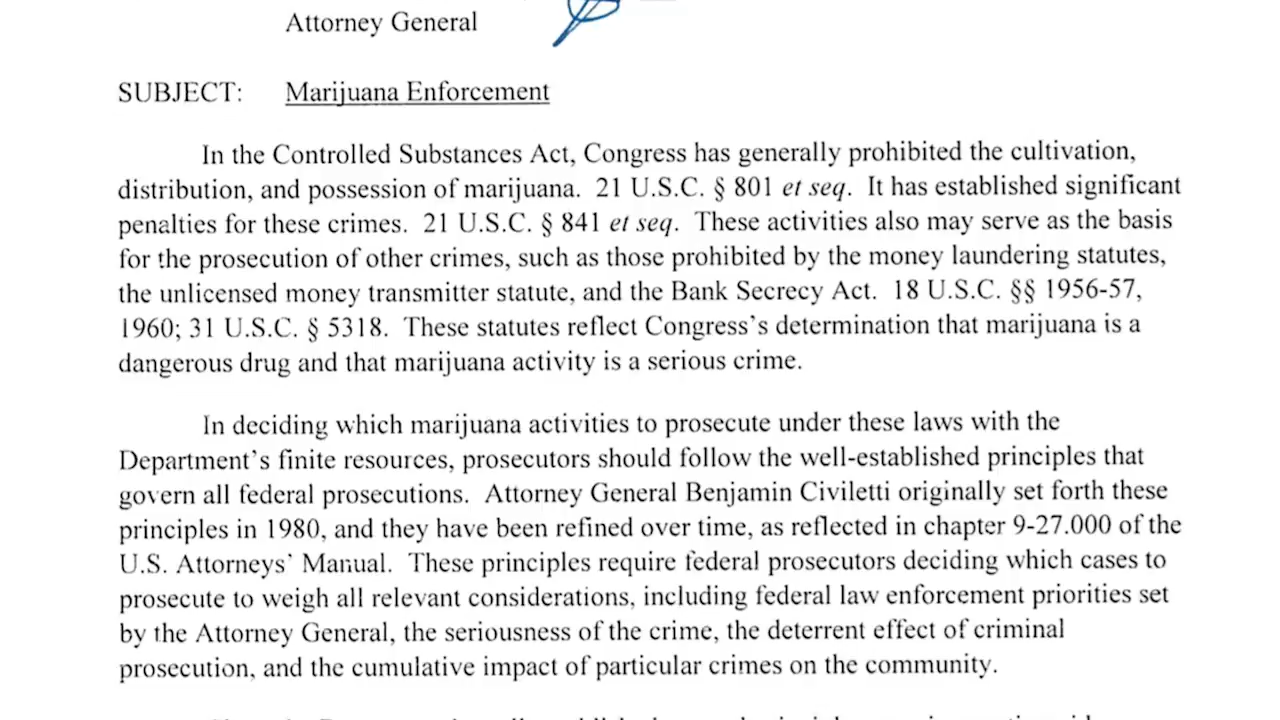 Attorney General
SUBJECT: Marijuana Enforcement
In the Controlled Substances Act, Congress has generally prohibited the cultivation,
distribution, and possession of marijuana. 21 U.S.C. § 801 et seq. It has established significant
penalties for these crimes. 21 U.S.C. § 841 et seq. These activities also may serve as the basis
for the prosecution of other crimes, such as those prohibited by the money laundering statutes,
the unlicensed money transmitter statute, and the Bank Secrecy Act. 18 U.S.C. §§ 1956-57,
1960; 31 U.S.C. § 5318. These statutes reflect Congress's determination that marijuana is a
dangerous drug and that marijuana activity is a serious crime.
In deciding which marijuana activities to prosecute under these laws with the
Department's finite resources, prosecutors should follow the well-established principles that
govern all federal prosecutions. Attorney General Benjamin Civiletti originally set forth these
principles in 1980, and they have been refined over time, as reflected in chapter 9-27.000 of the
U.S. Attorneys' Manual. These principles require federal prosecutors deciding which cases to
prosecute to weigh all relevant considerations, including federal law enforcement priorities set
by the Attorney General, the seriousness of the crime, the deterrent effect of criminal
prosecution, and the cumulative impact of particular crimes on the community.